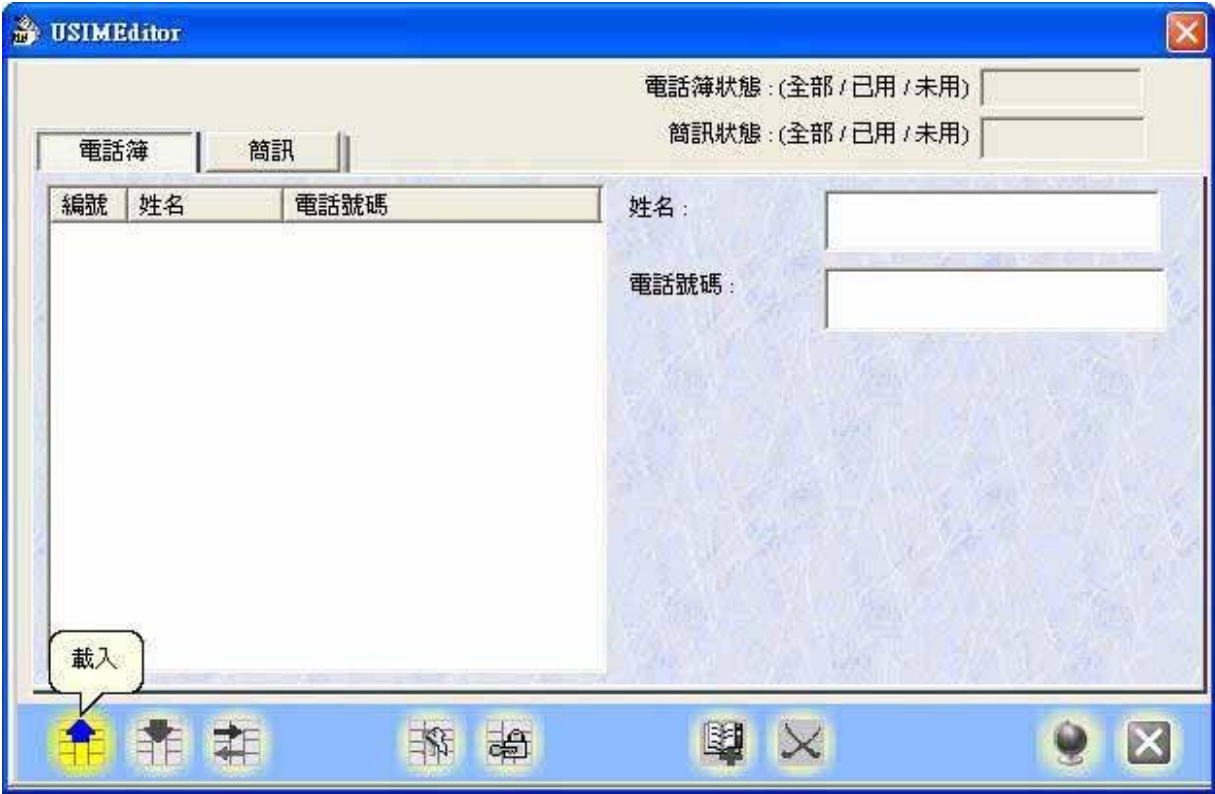 USIMEditor
電話簿狀態 : (全部 / 已用 / 未用)
簡訊狀態 : (全部 / 已用 / 未用)
電話簿 簡訊
編號 姓名 電話號碼
姓名 :
電話號碼 :
載入